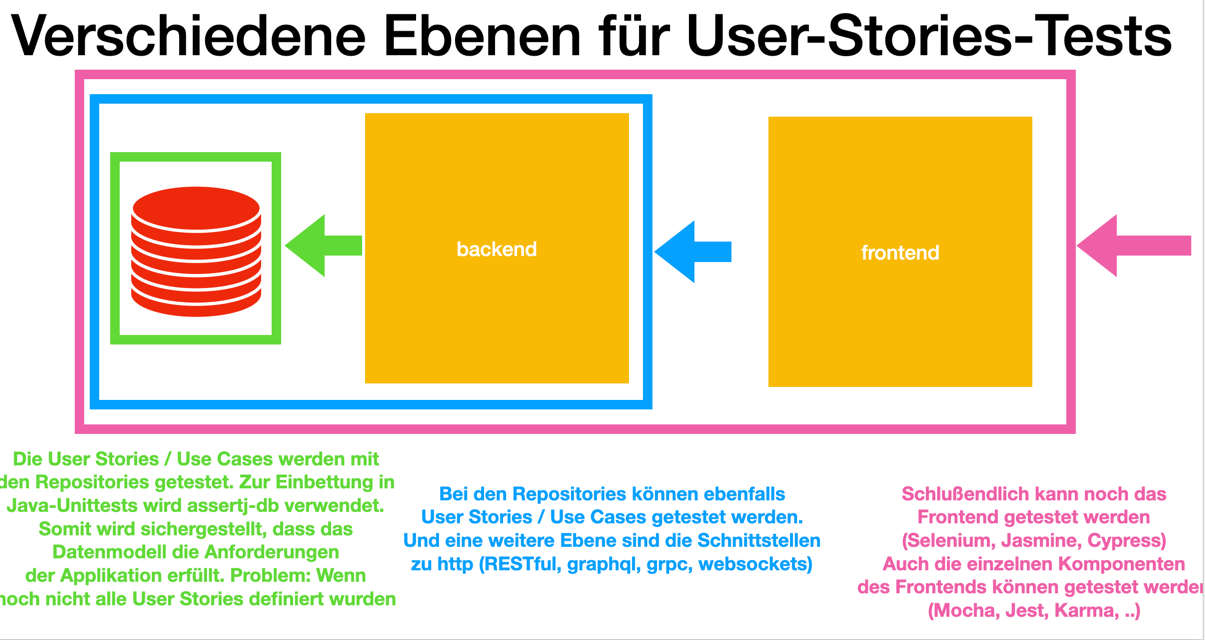 Verschiedene Ebenen für User-Stories-Tests
backend
frontend
Die User Stories / Use Cases werden mit
den Repositories getestet. Zur Einbettung in
Java-Unittests wird assertj-db verwendet.
Somit wird sichergestellt, dass das
Datenmodell die Anforderungen
der Applikation erfüllt. Problem: Wenn
noch nicht alle User Stories definiert wurden
Bei den Repositories können ebenfalls
User Stories / Use Cases getestet werden.
Und eine weitere Ebene sind die Schnittstellen
zu http (RESTful, graphql, grpc, websockets)
Schlußendlich kann noch das
Frontend getestet werden
(Selenium, Jasmine, Cypress)
Auch die einzelnen Komponenten
des Frontends können getestet werden
(Mocha, Jest, Karma, ..)